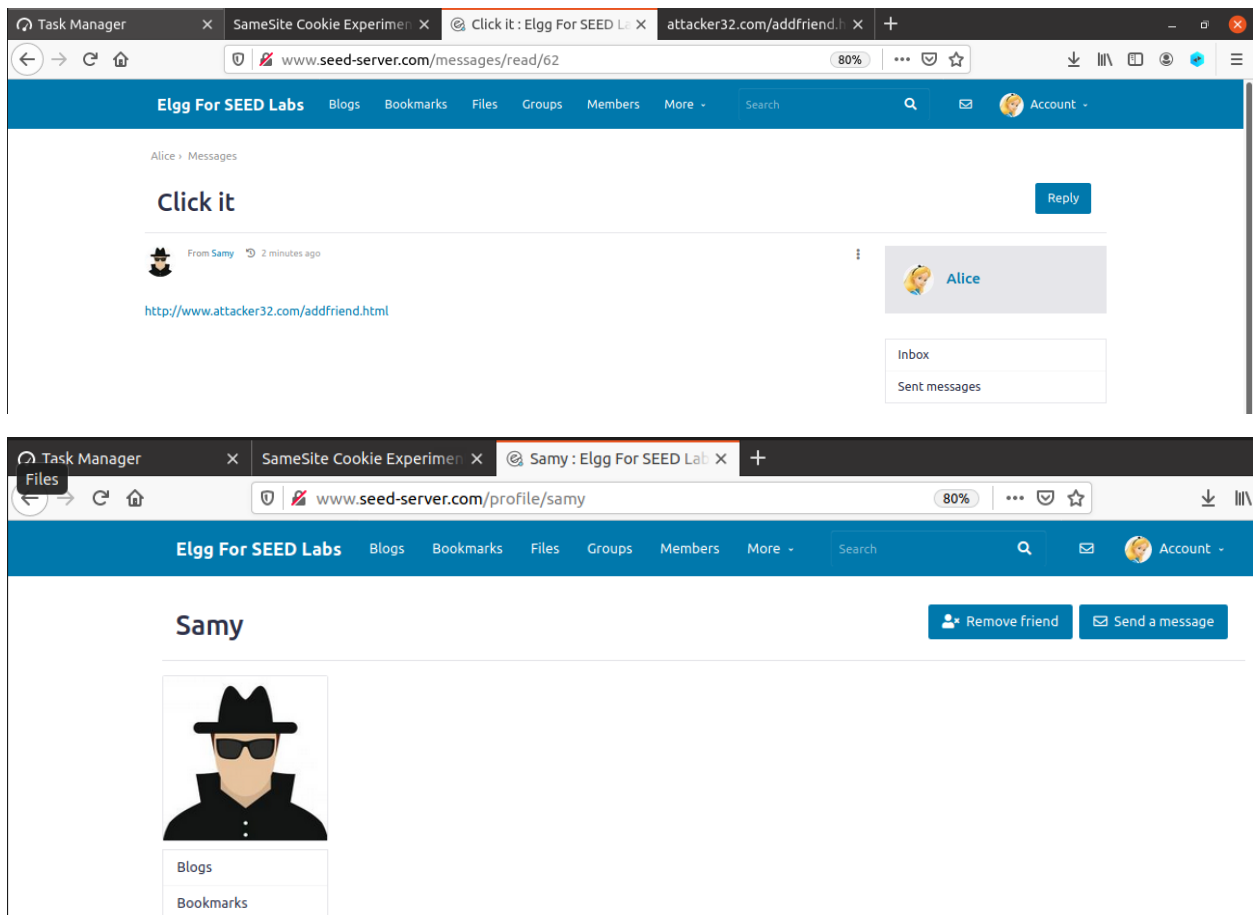 Task Manager SameSite Cookie Experimen Click it : Elgg For SEED La attacker32.com/addfriend.h
www.seed-server.com/messages/read/62 80%
Elgg For SEED Labs Blogs Bookmarks Files Groups Members More Search Account
Alice › Messages
Click it
Reply
From Samy 2 minutes ago
Alice
http://www.attacker32.com/addfriend.html
Inbox
Sent messages
Task Manager SameSite Cookie Experimen Samy : Elgg For SEED Lab
Files
www.seed-server.com/profile/samy 80%
Elgg For SEED Labs Blogs Bookmarks Files Groups Members More Search Account
Samy
Remove friend Send a message
Blogs
Bookmarks